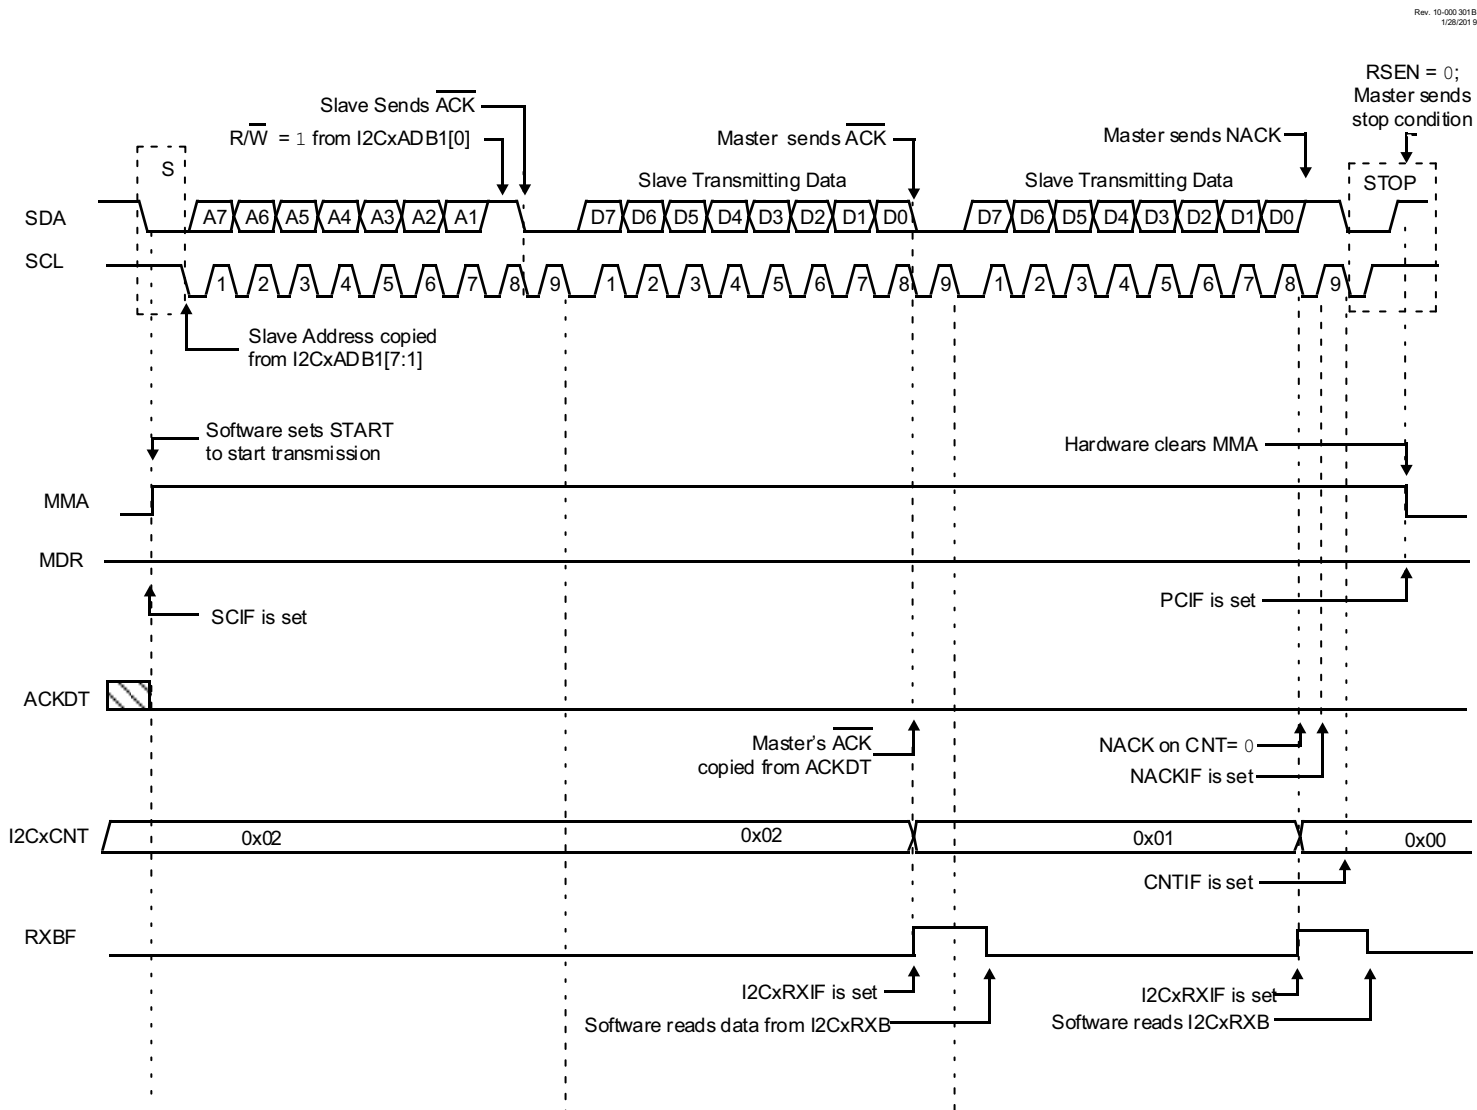 Rev. 10-000 301B
1/28/2019
RSEN = 0;
Master sends
stop condition
Slave Sends ACK
R/W = 1 from I2CxADB1[0]
Master sends ACK
Master sends NACK
S
Slave Transmitting Data
Slave Transmitting Data
STOP
SDA
A7 A6 A5 A4 A3 A2 A1
D7 D6 D5 D4 D3 D2 D1 D0
D7 D6 D5 D4 D3 D2 D1 D0
SCL
1 2 3 4 5 6 7 8 9
1 2 3 4 5 6 7 8 9
1 2 3 4 5 6 7 8 9
Slave Address copied
from I2CxADB1[7:1]
Software sets START
to start transmission
Hardware clears MMA
MMA
MDR
SCIF is set
PCIF is set
ACKDT
Master's ACK
copied from ACKDT
NACK on CNT= 0
NACKIF is set
I2CxCNT
0x02
0x02
0x01
0x00
CNTIF is set
RXBF
I2CxRXIF is set
Software reads data from I2CxRXB
I2CxRXIF is set
Software reads I2CxRXB